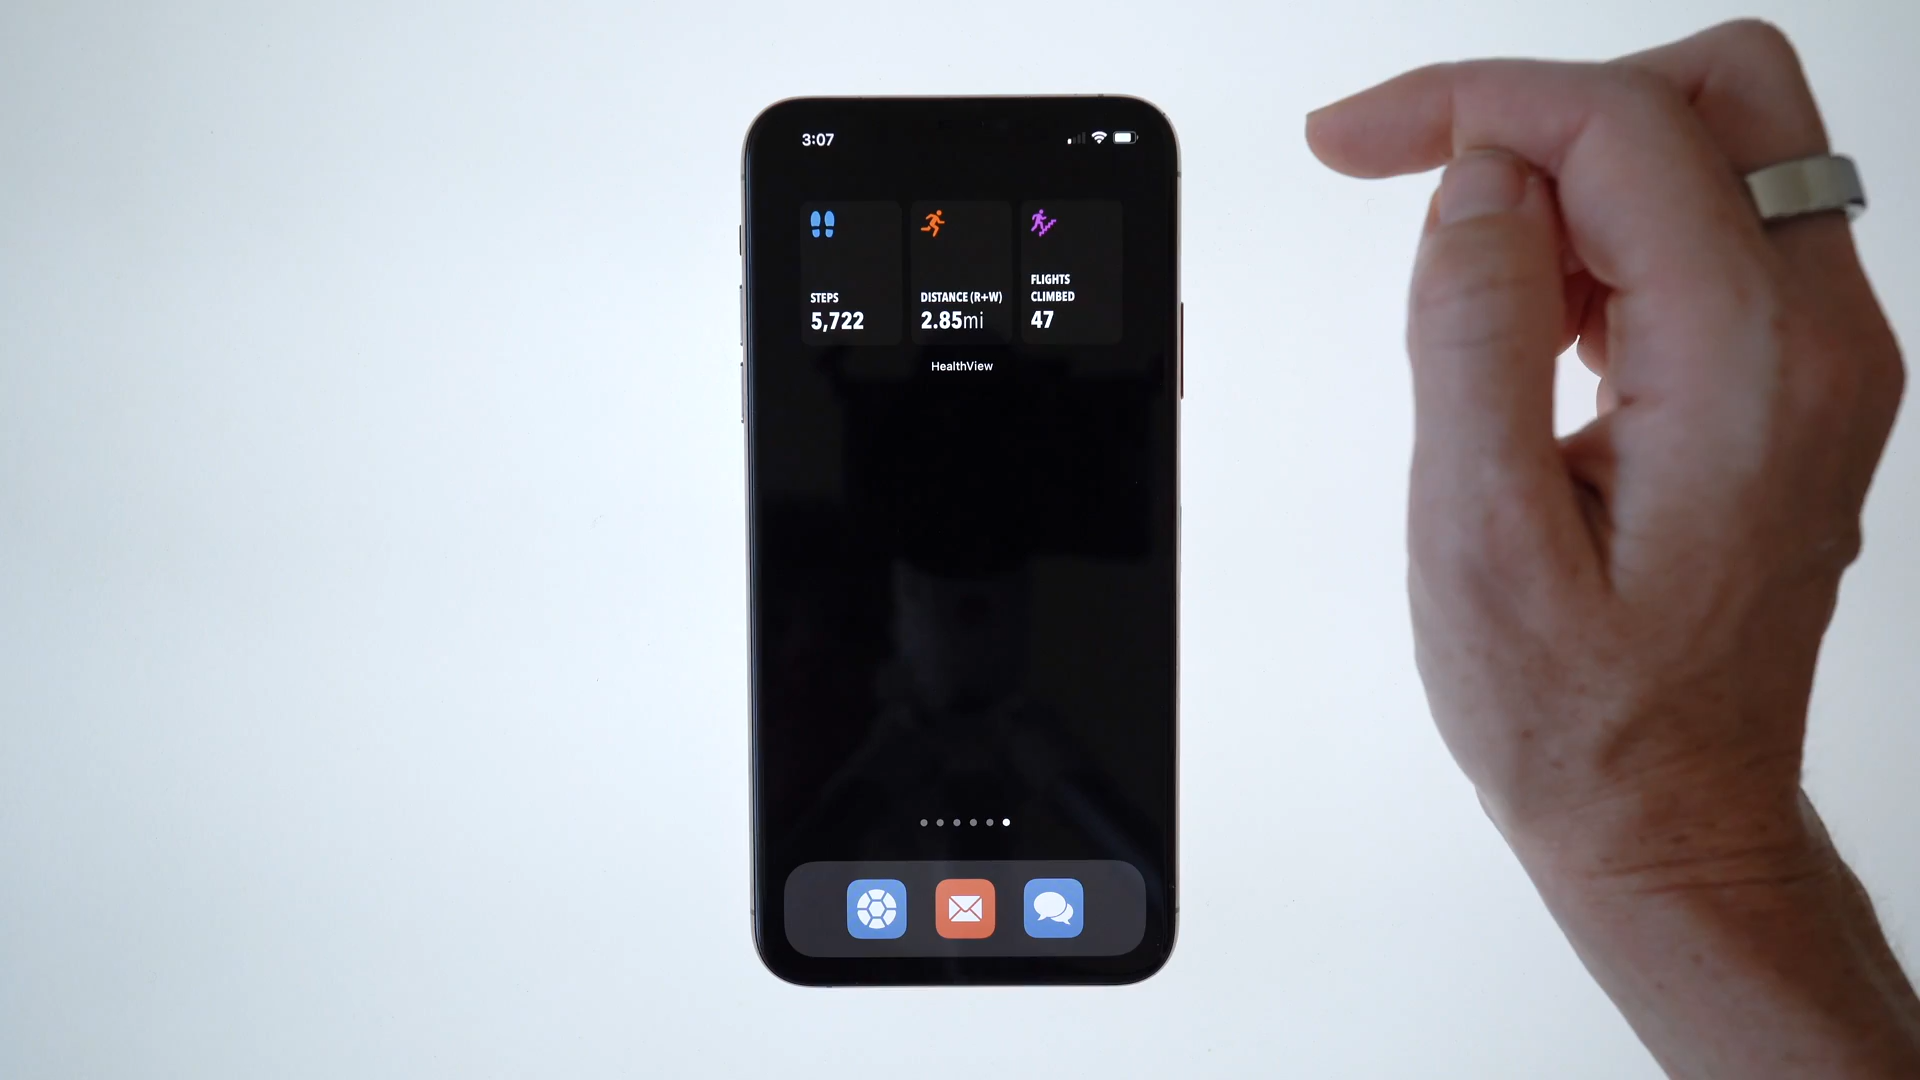 3:07
STEPS
5,722
DISTANCE (R+W)
2.85mi
FLIGHTS
CLIMBED
47
HealthView